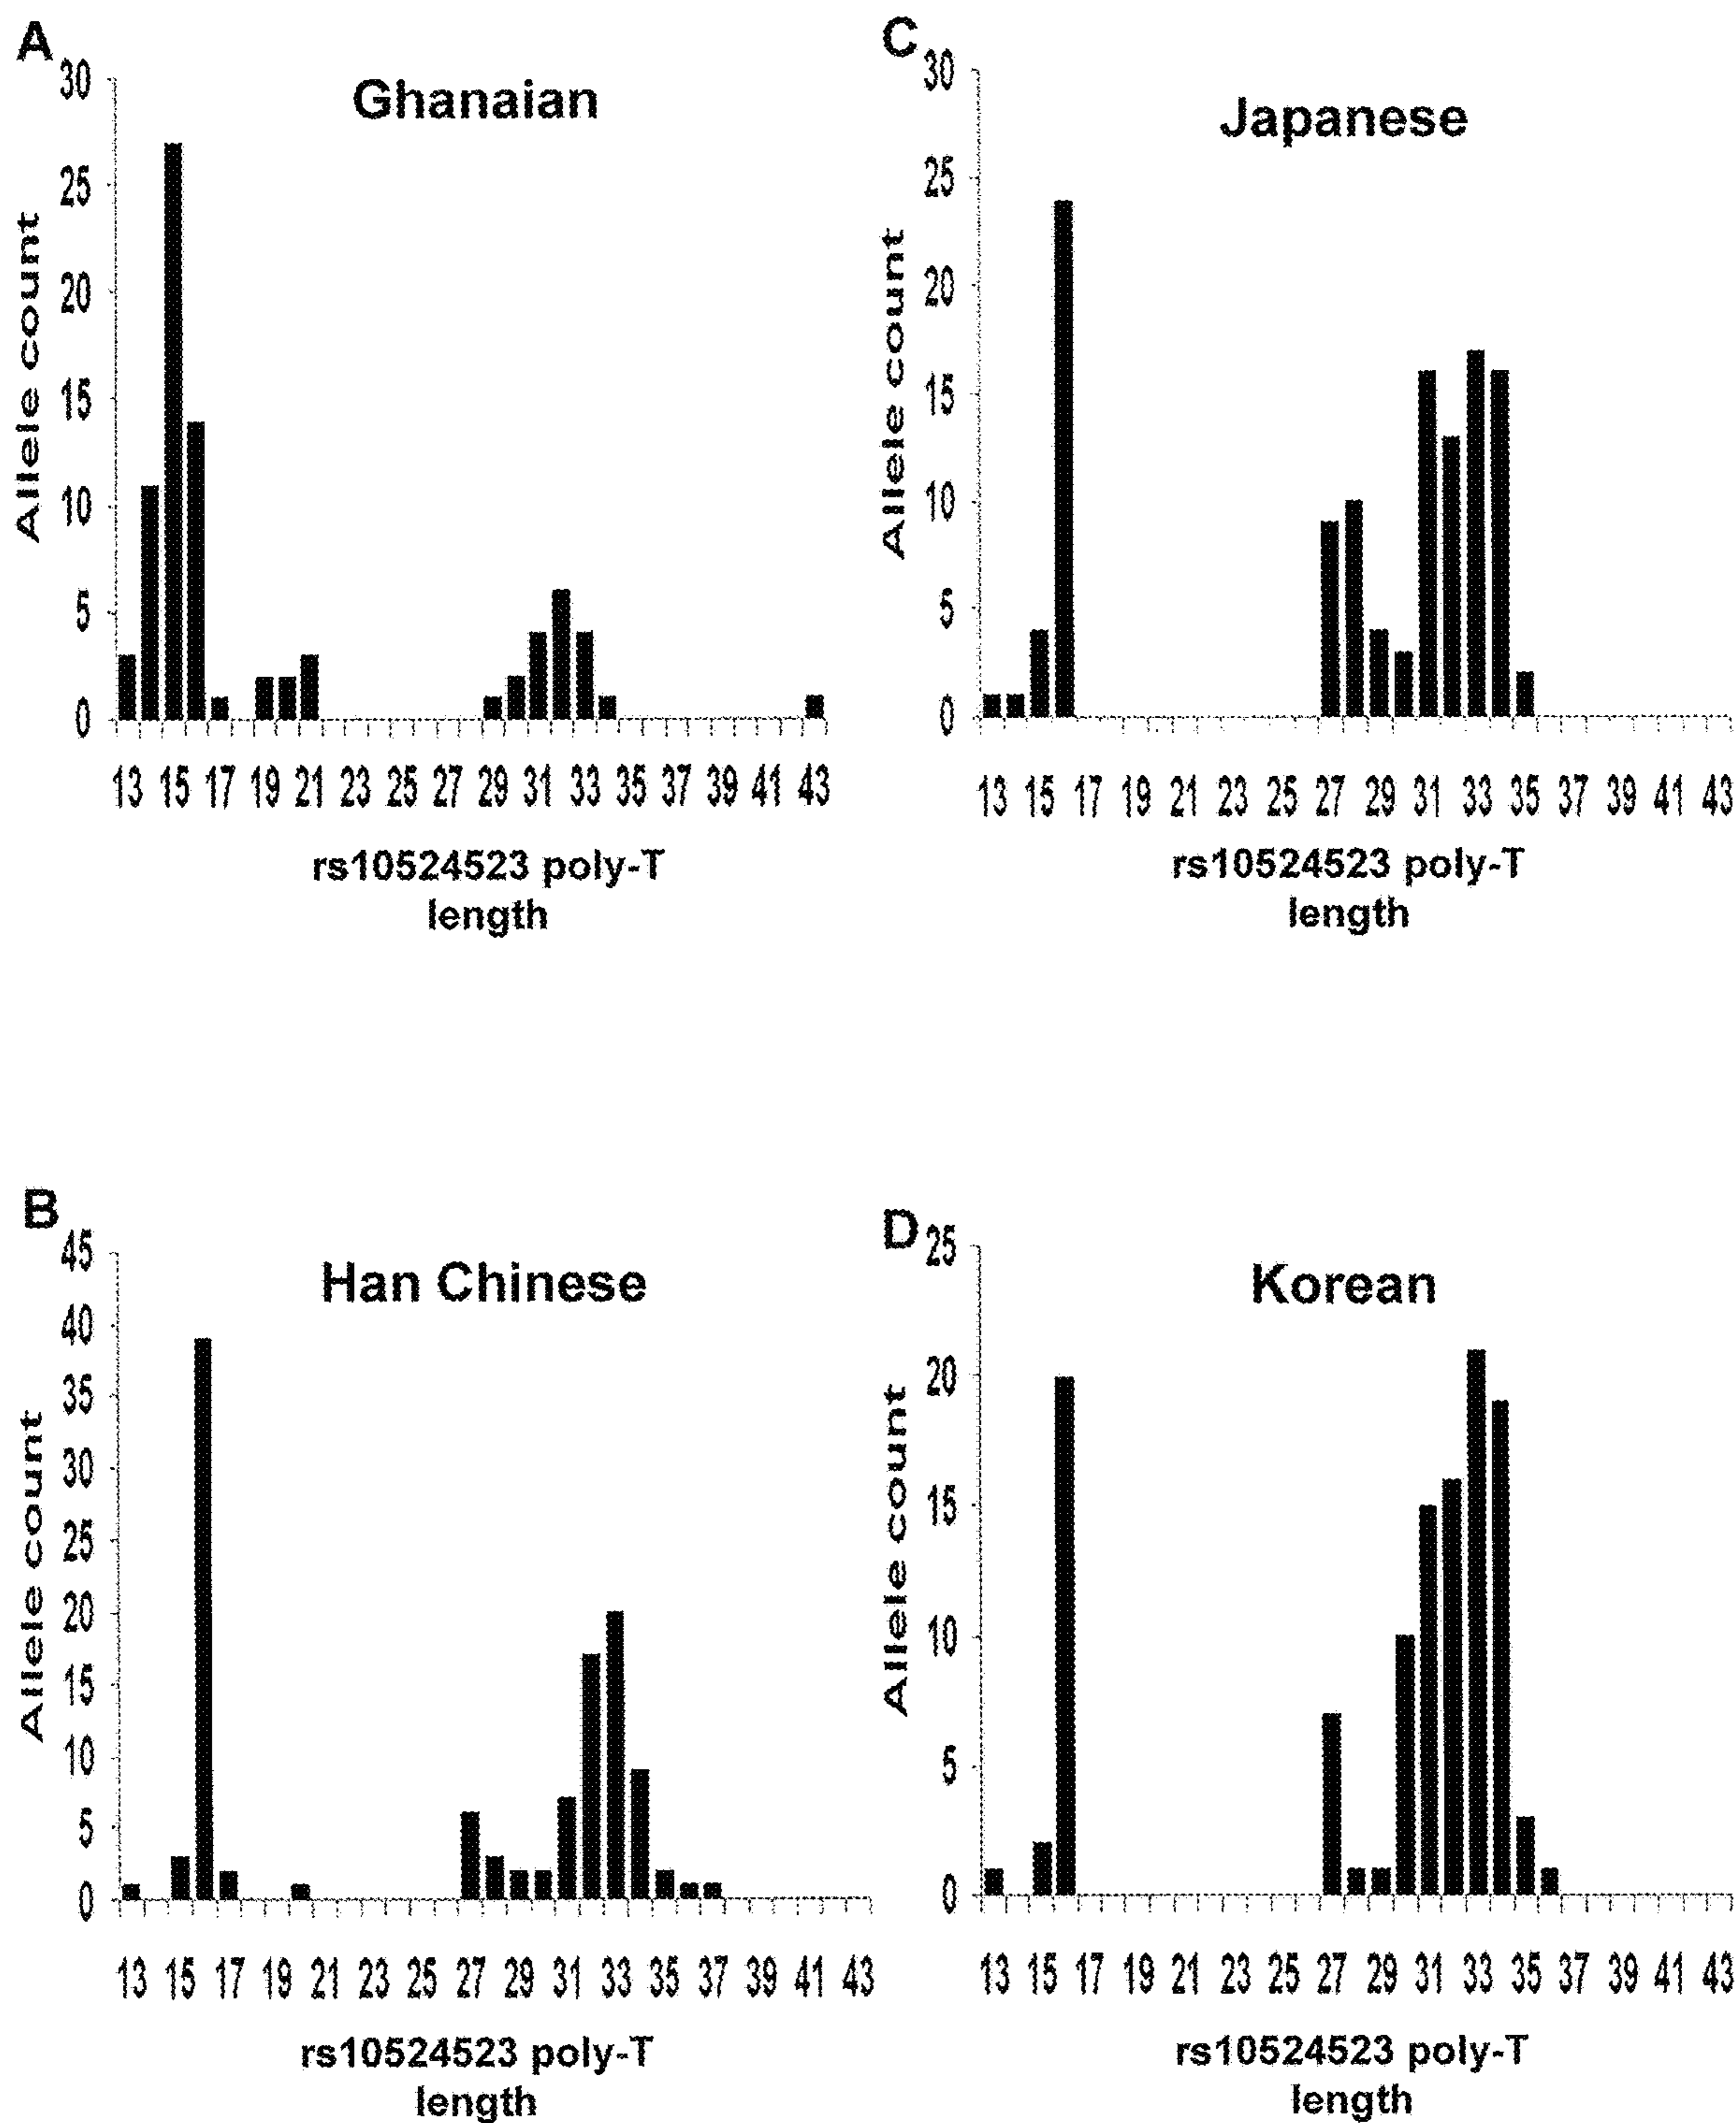 A
Ghanaian
Allele count
30
25
20
15
10
5
0
13 15 17 19 21 23 25 27 29 31 33 35 37 39 41 43
rs10524523 poly-T
length
C
Japanese
Allele count
30
25
20
15
10
5
0
13 15 17 19 21 23 25 27 29 31 33 35 37 39 41 43
rs10524523 poly-T
length
B
Han Chinese
Allele count
45
40
35
30
25
20
15
10
5
0
13 15 17 19 21 23 25 27 29 31 33 35 37 39 41 43
rs10524523 poly-T
length
D
Korean
Allele count
25
20
15
10
5
0
13 15 17 19 21 23 25 27 29 31 33 35 37 39 41 43
rs10524523 poly-T
length